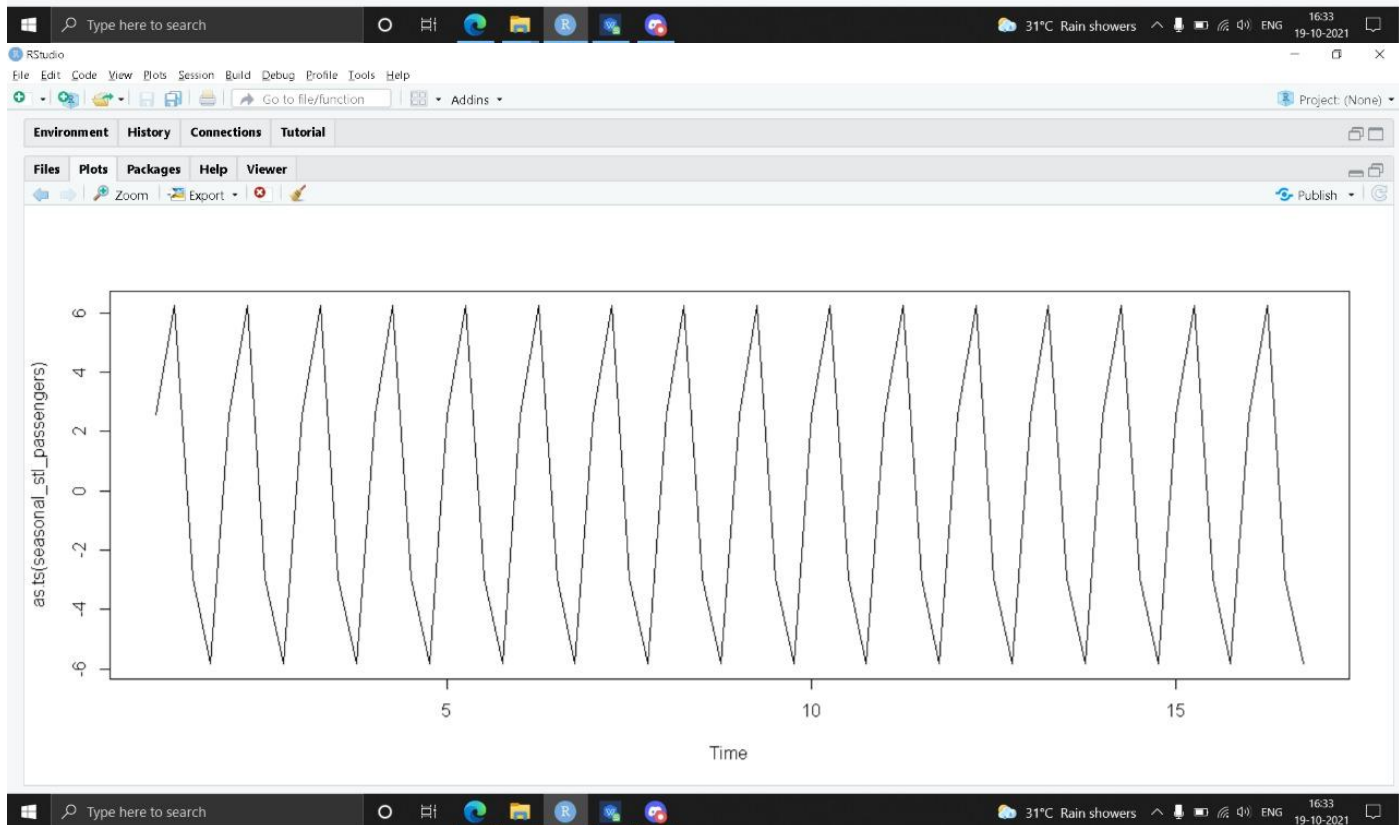 Type here to search
31°C Rain showers
ENG
16:33
19-10-2021
RStudio
File Edit Code View Plots Session Build Debug Profile Tools Help
Go to file/function
Addins
Project: (None)
Environment History Connections Tutorial
Files Plots Packages Help Viewer
Zoom Export
Publish
as.ts(seasonal_stl_passengers)
6
4
2
0
-2
-4
-6
5 10 15
Time
Type here to search
31°C Rain showers
ENG
16:33
19-10-2021